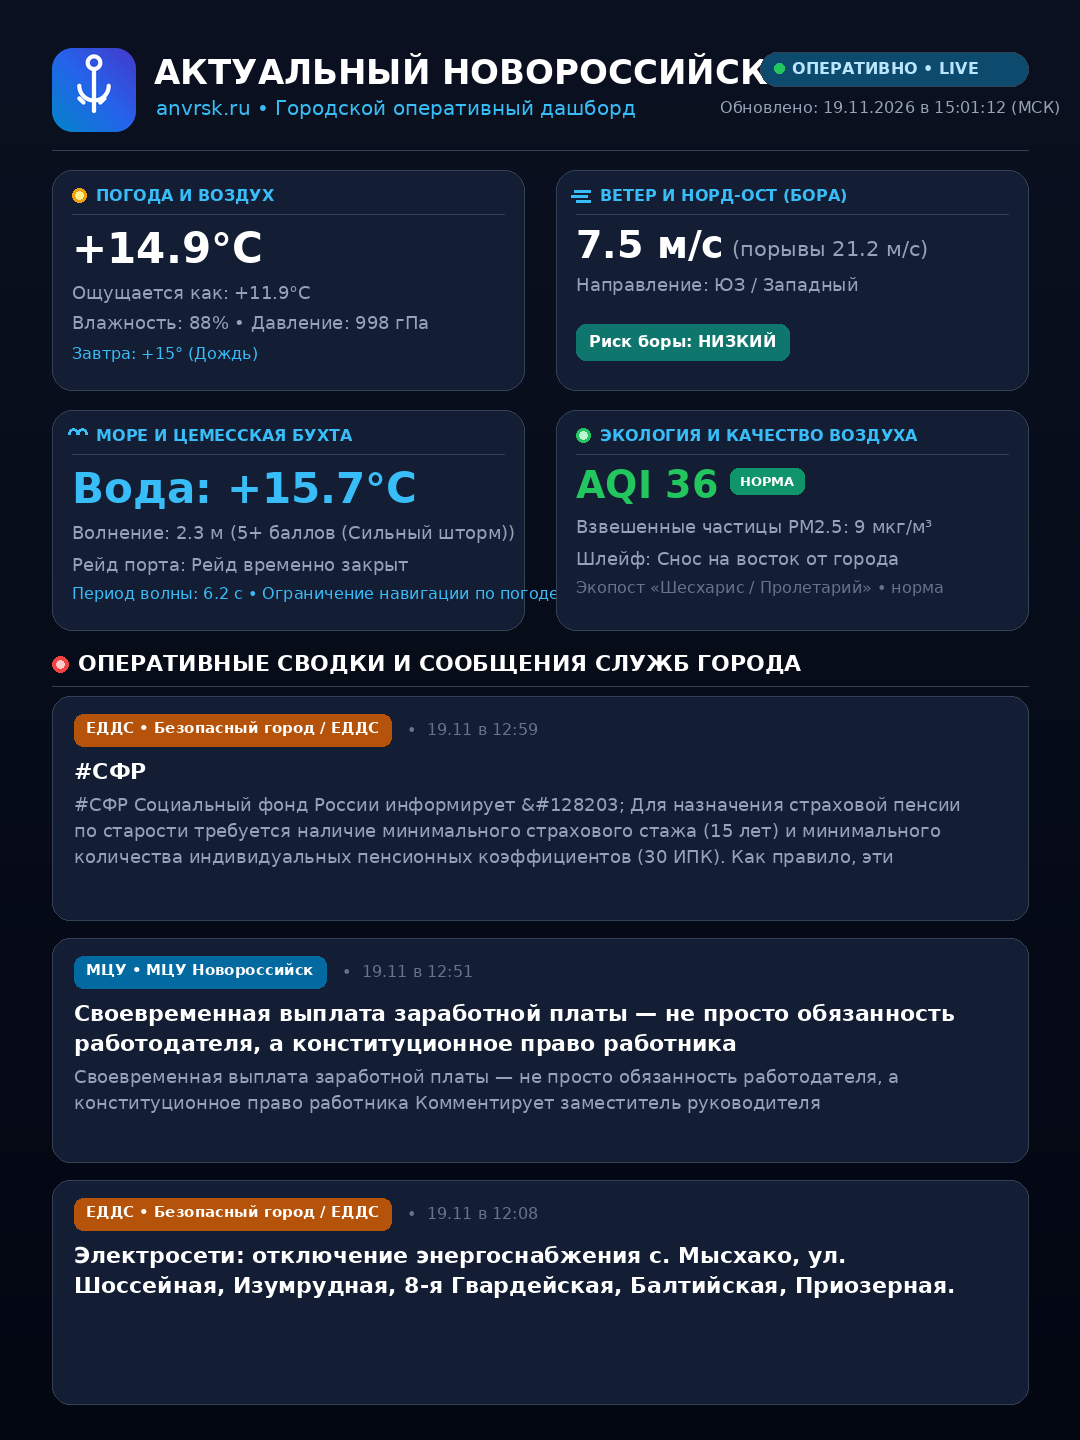 АКТУАЛЬНЫЙ НОВОРОССИЙСК
ОПЕРАТИВНО • LIVE
anvrsk.ru • Городской оперативный дашборд
Обновлено: 19.11.2026 в 15:01:12 (МСК)
ПОГОДА И ВОЗДУХ
+14.9°C
Ощущается как: +11.9°C
Влажность: 88% • Давление: 998 гПа
Завтра: +15° (Дождь)
ВЕТЕР И НОРД-ОСТ (БОРА)
7.5 м/с (порывы 21.2 м/с)
Направление: ЮЗ / Западный
Риск боры: НИЗКИЙ
МОРЕ И ЦЕМЕССКАЯ БУХТА
Вода: +15.7°C
Волнение: 2.3 м (5+ баллов (Сильный шторм))
Рейд порта: Рейд временно закрыт
Период волны: 6.2 с • Ограничение навигации по погоде
ЭКОЛОГИЯ И КАЧЕСТВО ВОЗДУХА
AQI 36 НОРМА
Взвешенные частицы PM2.5: 9 мкг/м³
Шлейф: Снос на восток от города
Экопост «Шесхарис / Пролетарий» • норма
ОПЕРАТИВНЫЕ СВОДКИ И СООБЩЕНИЯ СЛУЖБ ГОРОДА
ЕДДС • Безопасный город / ЕДДС • 19.11 в 12:59
#СФР
#СФР Социальный фонд России информирует &#128203; Для назначения страховой пенсии
по старости требуется наличие минимального страхового стажа (15 лет) и минимального
количества индивидуальных пенсионных коэффициентов (30 ИПК). Как правило, эти
МЦУ • МЦУ Новороссийск • 19.11 в 12:51
Своевременная выплата заработной платы — не просто обязанность
работодателя, а конституционное право работника
Своевременная выплата заработной платы — не просто обязанность работодателя, а
конституционное право работника Комментирует заместитель руководителя
ЕДДС • Безопасный город / ЕДДС • 19.11 в 12:08
Электросети: отключение энергоснабжения с. Мысхако, ул.
Шоссейная, Изумрудная, 8-я Гвардейская, Балтийская, Приозерная.